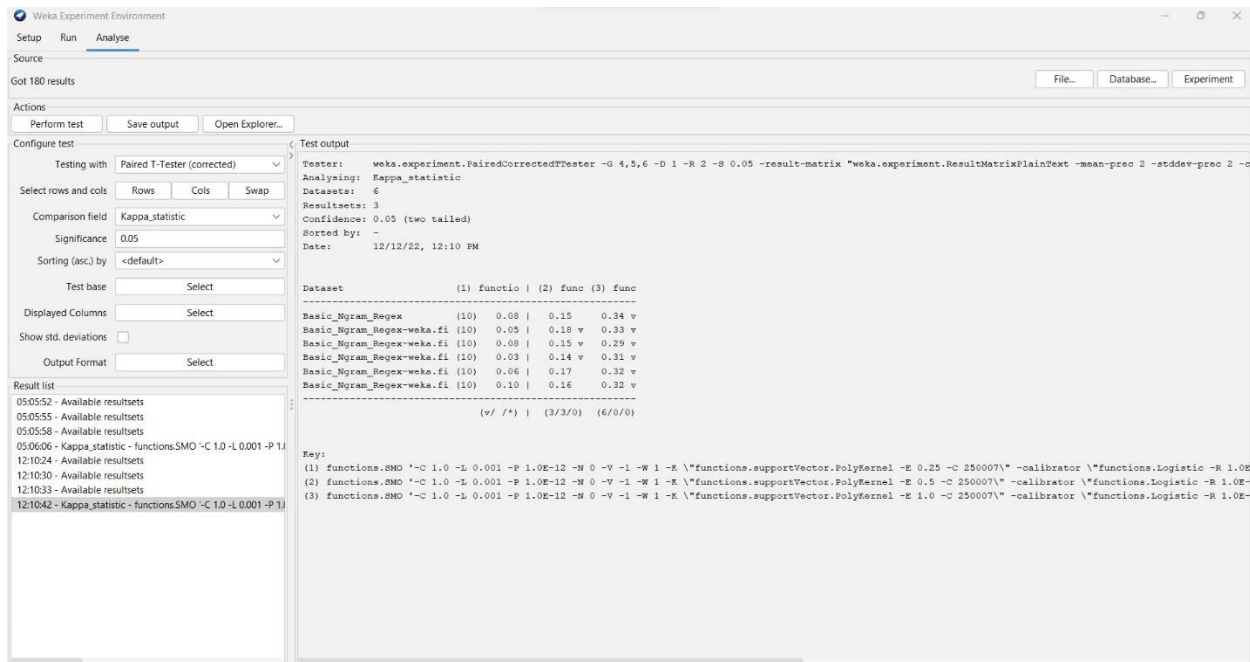 Weka Experiment Environment
Setup Run Analyse
Source
Got 180 results
File... Database... Experiment
Actions
Perform test Save output Open Explorer...
Configure test
Testing with Paired T-Tester (corrected)
Select rows and cols Rows Cols Swap
Comparison field Kappa_statistic
Significance 0.05
Sorting (asc.) by <default>
Test base Select
Displayed Columns Select
Show std. deviations
Output Format Select
Result list
05:05:52 - Available resultsets
05:05:55 - Available resultsets
05:05:58 - Available resultsets
05:06:06 - Kappa_statistic - functions.SMO '-C 1.0 -L 0.001 -P 1.
12:10:24 - Available resultsets
12:10:30 - Available resultsets
12:10:33 - Available resultsets
12:10:42 - Kappa_statistic - functions.SMO '-C 1.0 -L 0.001 -P 1.
Test output
Tester: weka.experiment.PairedCorrectedTTester -G 4,5,6 -D 1 -R 2 -S 0.05 -result-matrix "weka.experiment.ResultMatrixPlainText -mean-prec 2 -stddev-prec 2 -c
Analysing: Kappa_statistic
Datasets: 6
Resultsets: 3
Confidence: 0.05 (two tailed)
Sorted by: -
Date: 12/12/22, 12:10 PM
Dataset (1) functio | (2) func (3) func
---------------------------------------------------------------
Basic_Ngram_Regex (10) 0.08 | 0.15 0.34 v
Basic_Ngram_Regex-weka.fi (10) 0.05 | 0.18 v 0.33 v
Basic_Ngram_Regex-weka.fi (10) 0.08 | 0.15 v 0.29 v
Basic_Ngram_Regex-weka.fi (10) 0.03 | 0.14 v 0.31 v
Basic_Ngram_Regex-weka.fi (10) 0.06 | 0.17 0.32 v
Basic_Ngram_Regex-weka.fi (10) 0.10 | 0.16 0.32 v
---------------------------------------------------------------
(v/ /*) | (3/3/0) (6/0/0)
Key:
(1) functions.SMO '-C 1.0 -L 0.001 -P 1.0E-12 -N 0 -V -1 -W 1 -K \"functions.supportVector.PolyKernel -E 0.25 -C 250007\" -calibrator \"functions.Logistic -R 1.0E
(2) functions.SMO '-C 1.0 -L 0.001 -P 1.0E-12 -N 0 -V -1 -W 1 -K \"functions.supportVector.PolyKernel -E 0.5 -C 250007\" -calibrator \"functions.Logistic -R 1.0E-
(3) functions.SMO '-C 1.0 -L 0.001 -P 1.0E-12 -N 0 -V -1 -W 1 -K \"functions.supportVector.PolyKernel -E 1.0 -C 250007\" -calibrator \"functions.Logistic -R 1.0E-